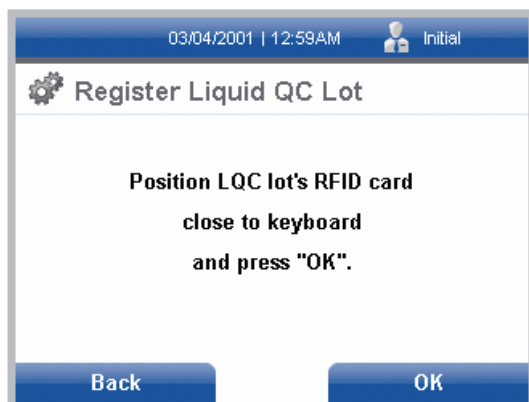 03/04/2001 | 12:59AM Initial
Register Liquid QC Lot
Position LQC lot's RFID card
close to keyboard
and press "OK".
Back OK